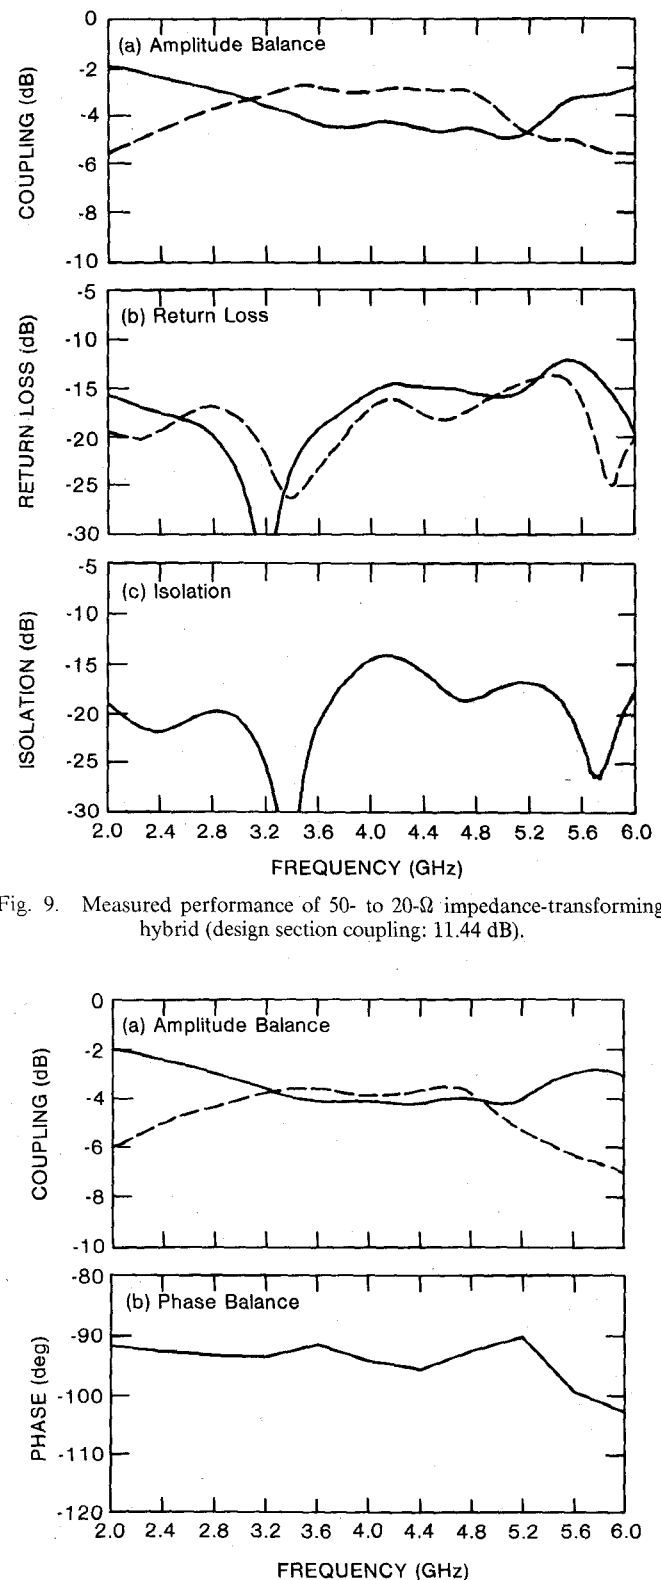 0
(a) Amplitude Balance
-2
-4
-6
-8
-10
COUPLING (dB)
-5
(b) Return Loss
-10
-15
-20
-25
-30
RETURN LOSS (dB)
-5
(c) Isolation
-10
-15
-20
-25
-30
ISOLATION (dB)
2.0 2.4 2.8 3.2 3.6 4.0 4.4 4.8 5.2 5.6 6.0
FREQUENCY (GHz)
Fig. 9. Measured performance of 50- to 20-Ω impedance-transforming
hybrid (design section coupling: 11.44 dB).
0
(a) Amplitude Balance
-2
-4
-6
-8
-10
COUPLING (dB)
-80
(b) Phase Balance
-90
-100
-110
-120
PHASE (deg)
2.0 2.4 2.8 3.2 3.6 4.0 4.4 4.8 5.2 5.6 6.0
FREQUENCY (GHz)